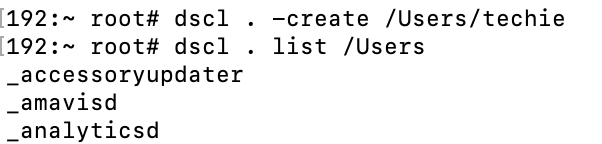 [192:~ root# dscl . -create /Users/techie
[192:~ root# dscl . list /Users
_accessoryupdater
_amavisd
_analyticsd